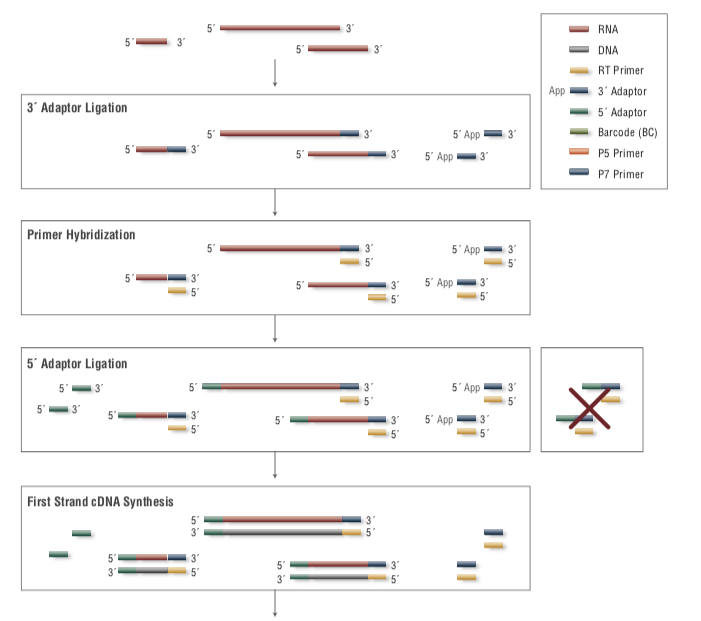 5´ 3´
5´ 3´
5´ 3´
RNA
DNA
RT Primer
App 3´ Adaptor
5´ Adaptor
Barcode (BC)
P5 Primer
P7 Primer
3´ Adaptor Ligation
5´ 3´ 5´ App 3´
5´ 3´
5´ 3´ 5´ App 3´
Primer Hybridization
5´ 3´ 5´ App 3´
5´ 5´
5´ 3´
5´
5´ 3´ 5´ App 3´
5´ 5´
5´ Adaptor Ligation
5´ 3´ 5´ 3´ 5´ App 3´
5´ 5´
5´ 3´
5´ 3´
5´
5´ 3´ 5´ App 3´
5´ 5´
First Strand cDNA Synthesis
5´ 3´
3´ 5´
5´ 3´
3´ 5´
5´ 3´
3´ 5´